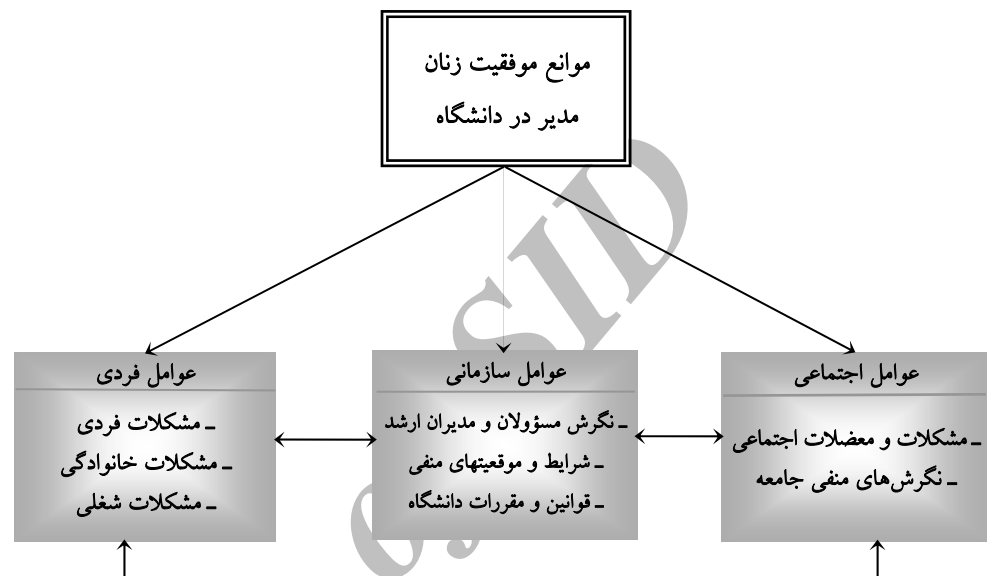 موانع موفقیت زنان
مدیر در دانشگاه
عوامل اجتماعی
ـ مشکلات و معضلات اجتماعی
ـ نگرش‌های منفی جامعه
عوامل سازمانی
ـ نگرش مسؤولان و مدیران ارشد
ـ شرایط و موقعیتهای منفی
ـ قوانین و مقررات دانشگاه
عوامل فردی
ـ مشکلات فردی
ـ مشکلات خانوادگی
ـ مشکلات شغلی
SID